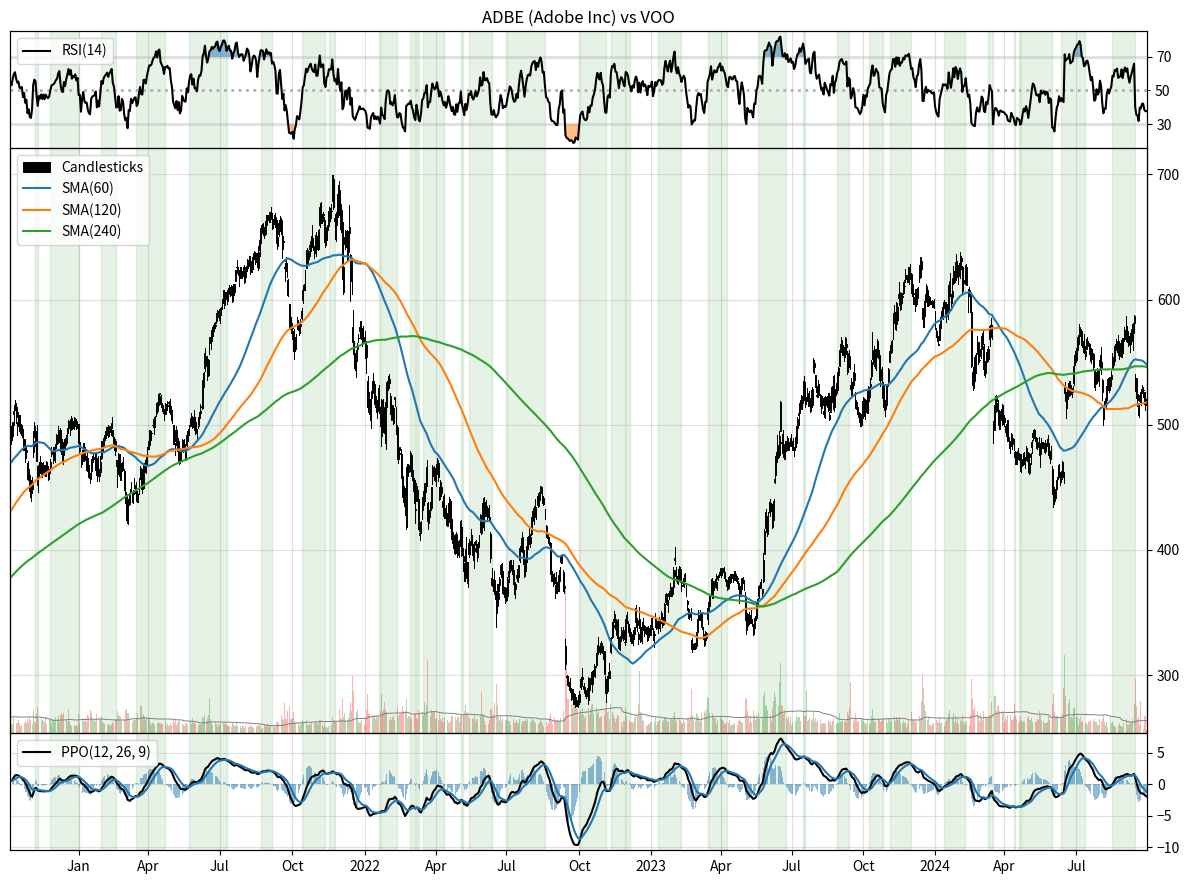 ADBE (Adobe Inc) vs VOO
RSI(14)
70
50
30
Candlesticks
SMA(60)
SMA(120)
SMA(240)
700
600
500
400
300
PPO(12, 26, 9)
5
0
−5
−10
Jan Apr Jul Oct 2022 Apr Jul Oct 2023 Apr Jul Oct 2024 Apr Jul